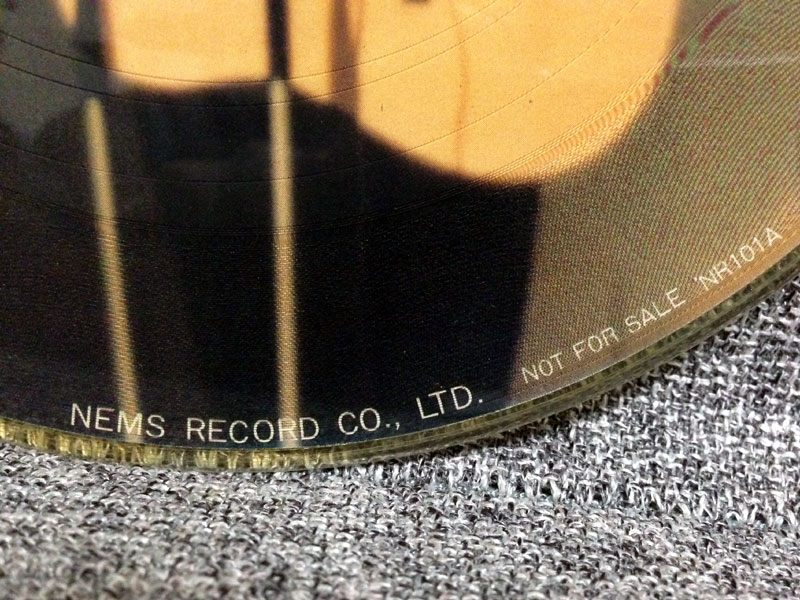 NEMS RECORD CO., LTD.
NOT FOR SALE NR101A